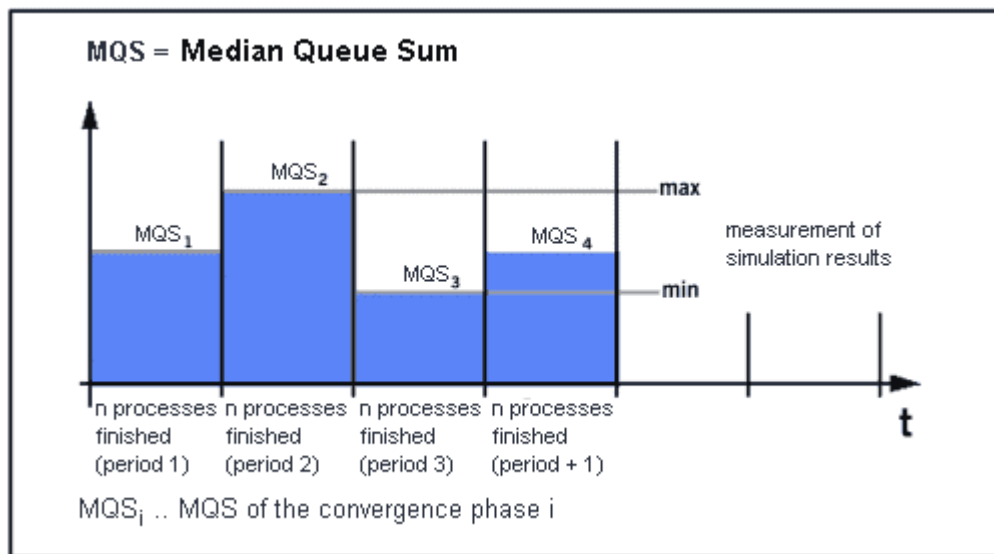 MQS = Median Queue Sum
MQS2
max
MQS1
MQS4
measurement of
simulation results
MQS3
min
n processes
finished
(period 1)
n processes
finished
(period 2)
n processes
finished
(period 3)
n processes
finished
(period + 1)
t
MQSi .. MQS of the convergence phase i